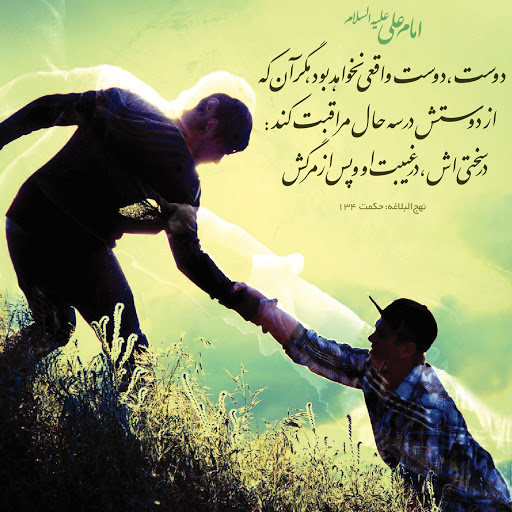 امام علی علیه السلام
دوست، دوست واقعی نخواهد بود مگر آن که
از دوستش در سه حال مراقبت کند:
در سختی اش، در غیبت او و پس از مرگش
نهج البلاغه: حکمت ۱۳۴